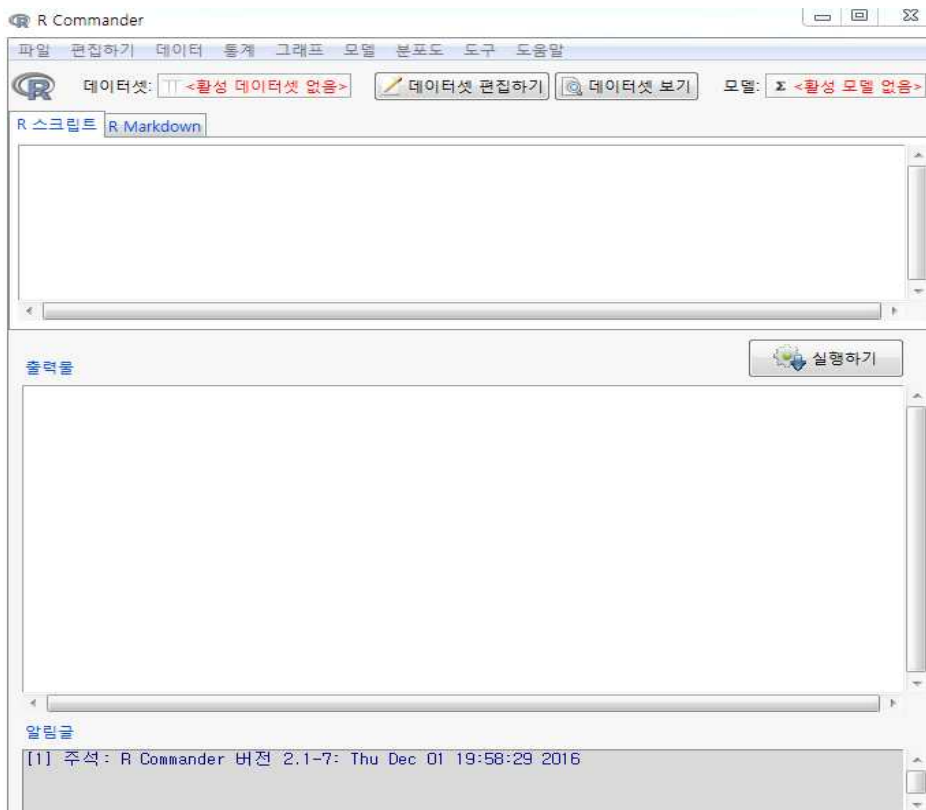 R Commander
파일 편집하기 데이터 통계 그래프 모델 분포도 도구 도움말
데이터셋: <활성 데이터셋 없음> 데이터셋 편집하기 데이터셋 보기 모델: Σ <활성 모델 없음>
R 스크립트 R Markdown
실행하기
출력물
알림글
[1] 주석: R Commander 버전 2.1-7: Thu Dec 01 19:58:29 2016